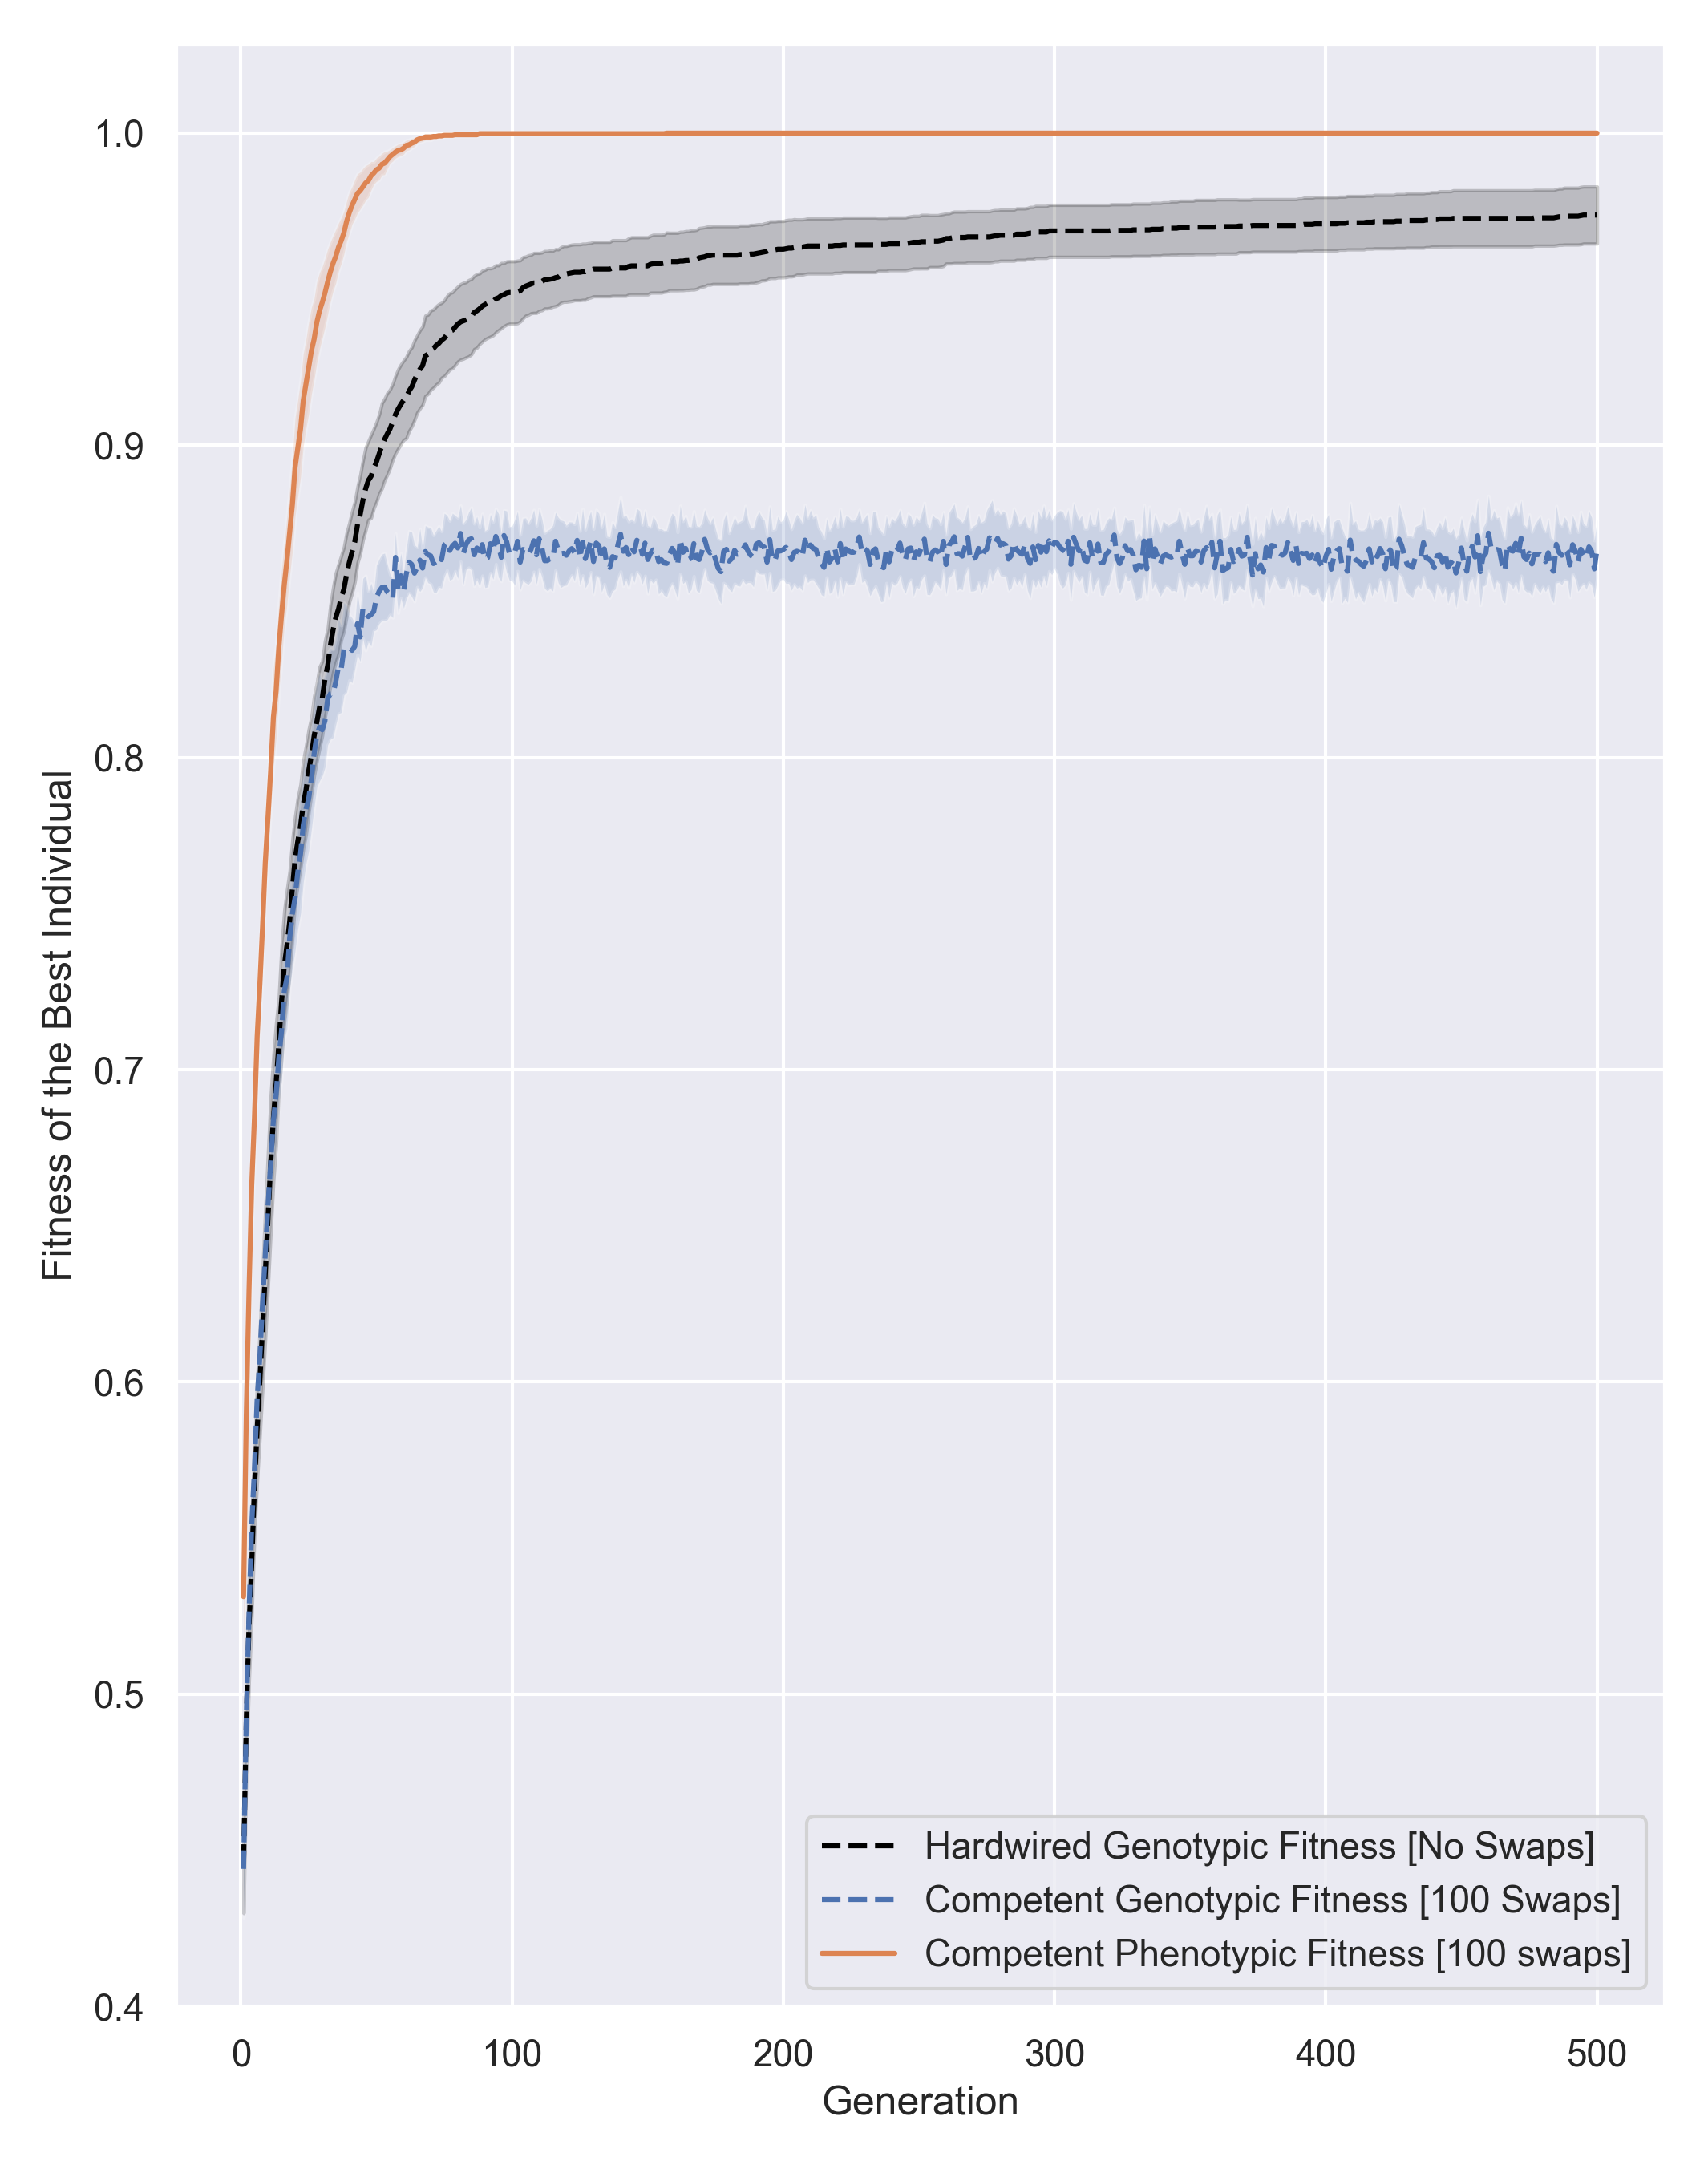 1.0
0.9
0.8
0.7
0.6
0.5
0.4
Fitness of the Best Individual
Hardwired Genotypic Fitness [No Swaps]
Competent Genotypic Fitness [100 Swaps]
Competent Phenotypic Fitness [100 swaps]
0 100 200 300 400 500
Generation